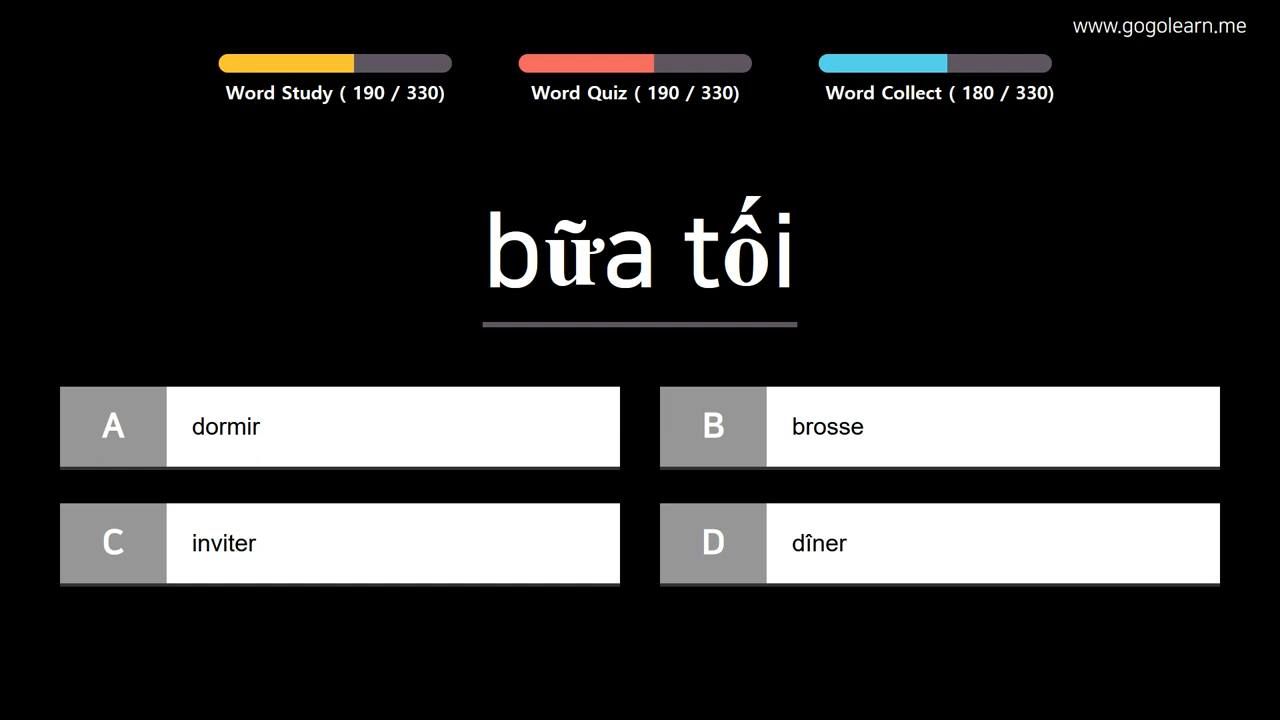 www.gogolearn.me
Word Study ( 190 / 330)
Word Quiz ( 190 / 330)
Word Collect ( 180 / 330)
bữa tối
A dormir
B brosse
C inviter
D dîner